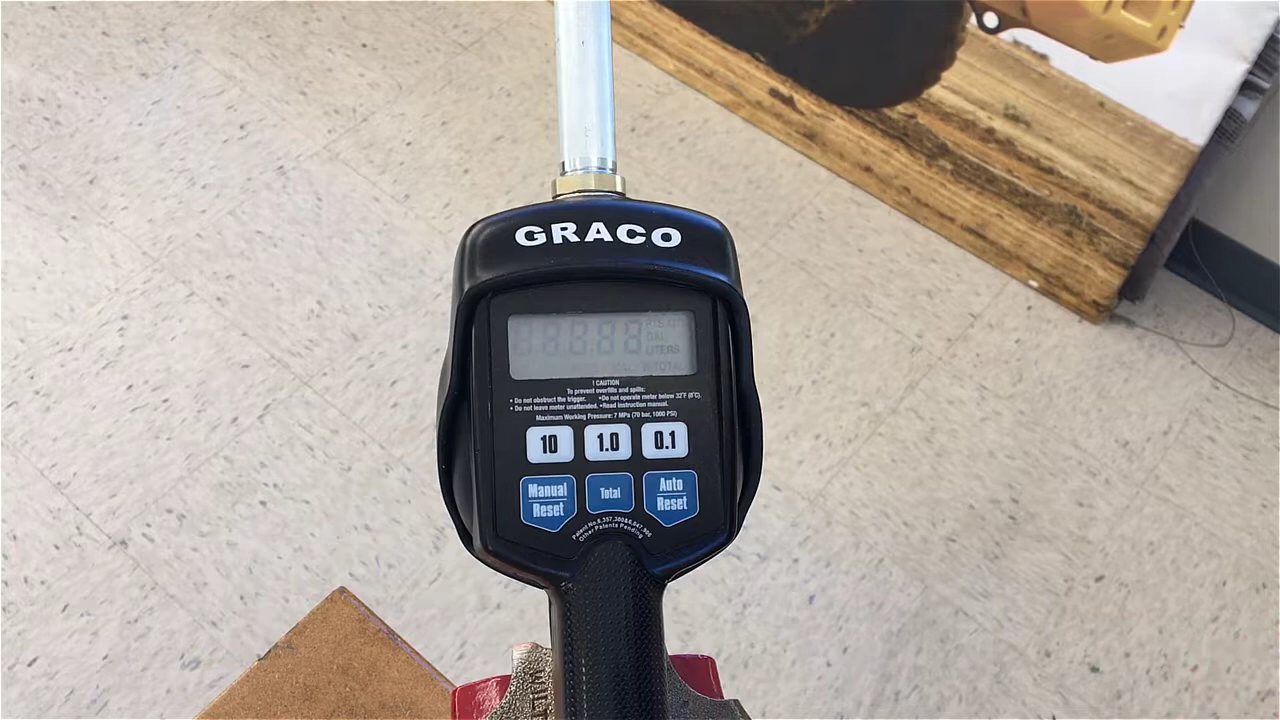 GRACO
GAL
LITERS
! CAUTION
To prevent overfills and spills:
• Do not obstruct the trigger. •Do not operate meter below 32°F (0°C).
• Do not leave meter unattended. •Read instruction manual.
Maximum Working Pressure: 7 MPa (70 bar, 1000 PSI)
10 1.0 0.1
Manual Total Auto
Reset Reset
Other Patents Pending